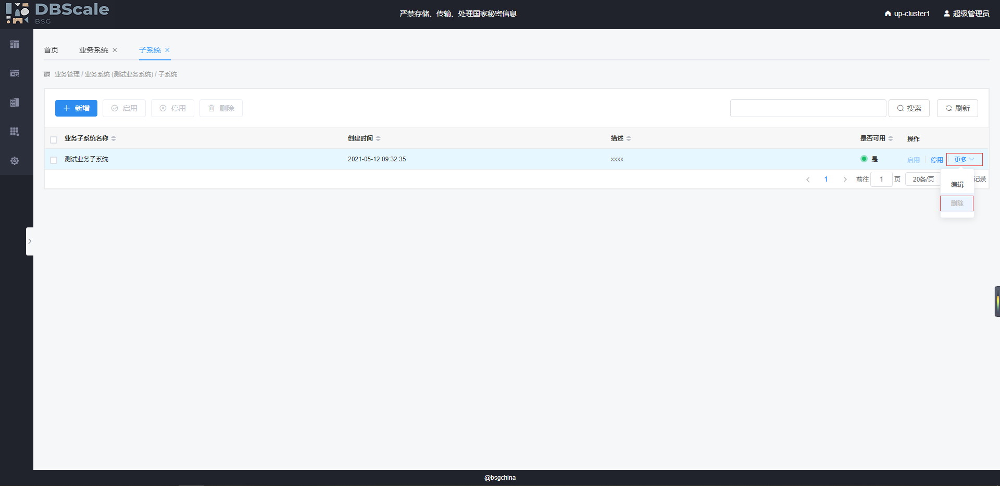 DBScale
BSG
严禁存储、传输、处理国家秘密信息
up-cluster1
超级管理员
首页
业务系统
子系统
业务管理 / 业务系统 (测试业务系统) / 子系统
新增
启用
停用
删除
搜索
刷新
业务子系统名称
创建时间
描述
是否可用
操作
测试业务子系统
2021-05-12 09:32:35
xxxx
是
启用
停用
更多
1
前往
1
页
20条/页
记录
编辑
删除
@bsgchina